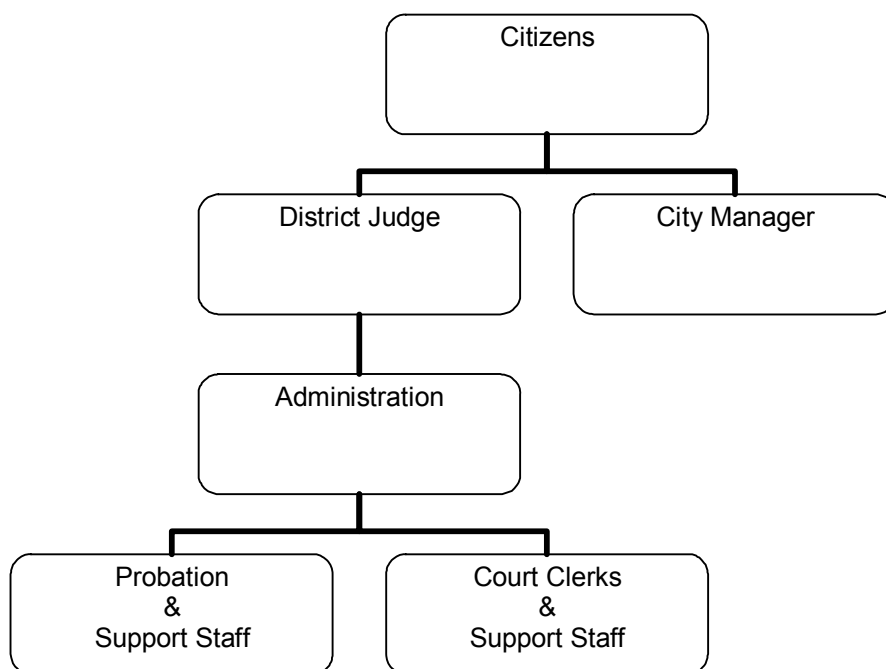 Citizens
District Judge
City Manager
Administration
Probation
&
Support Staff
Court Clerks
&
Support Staff